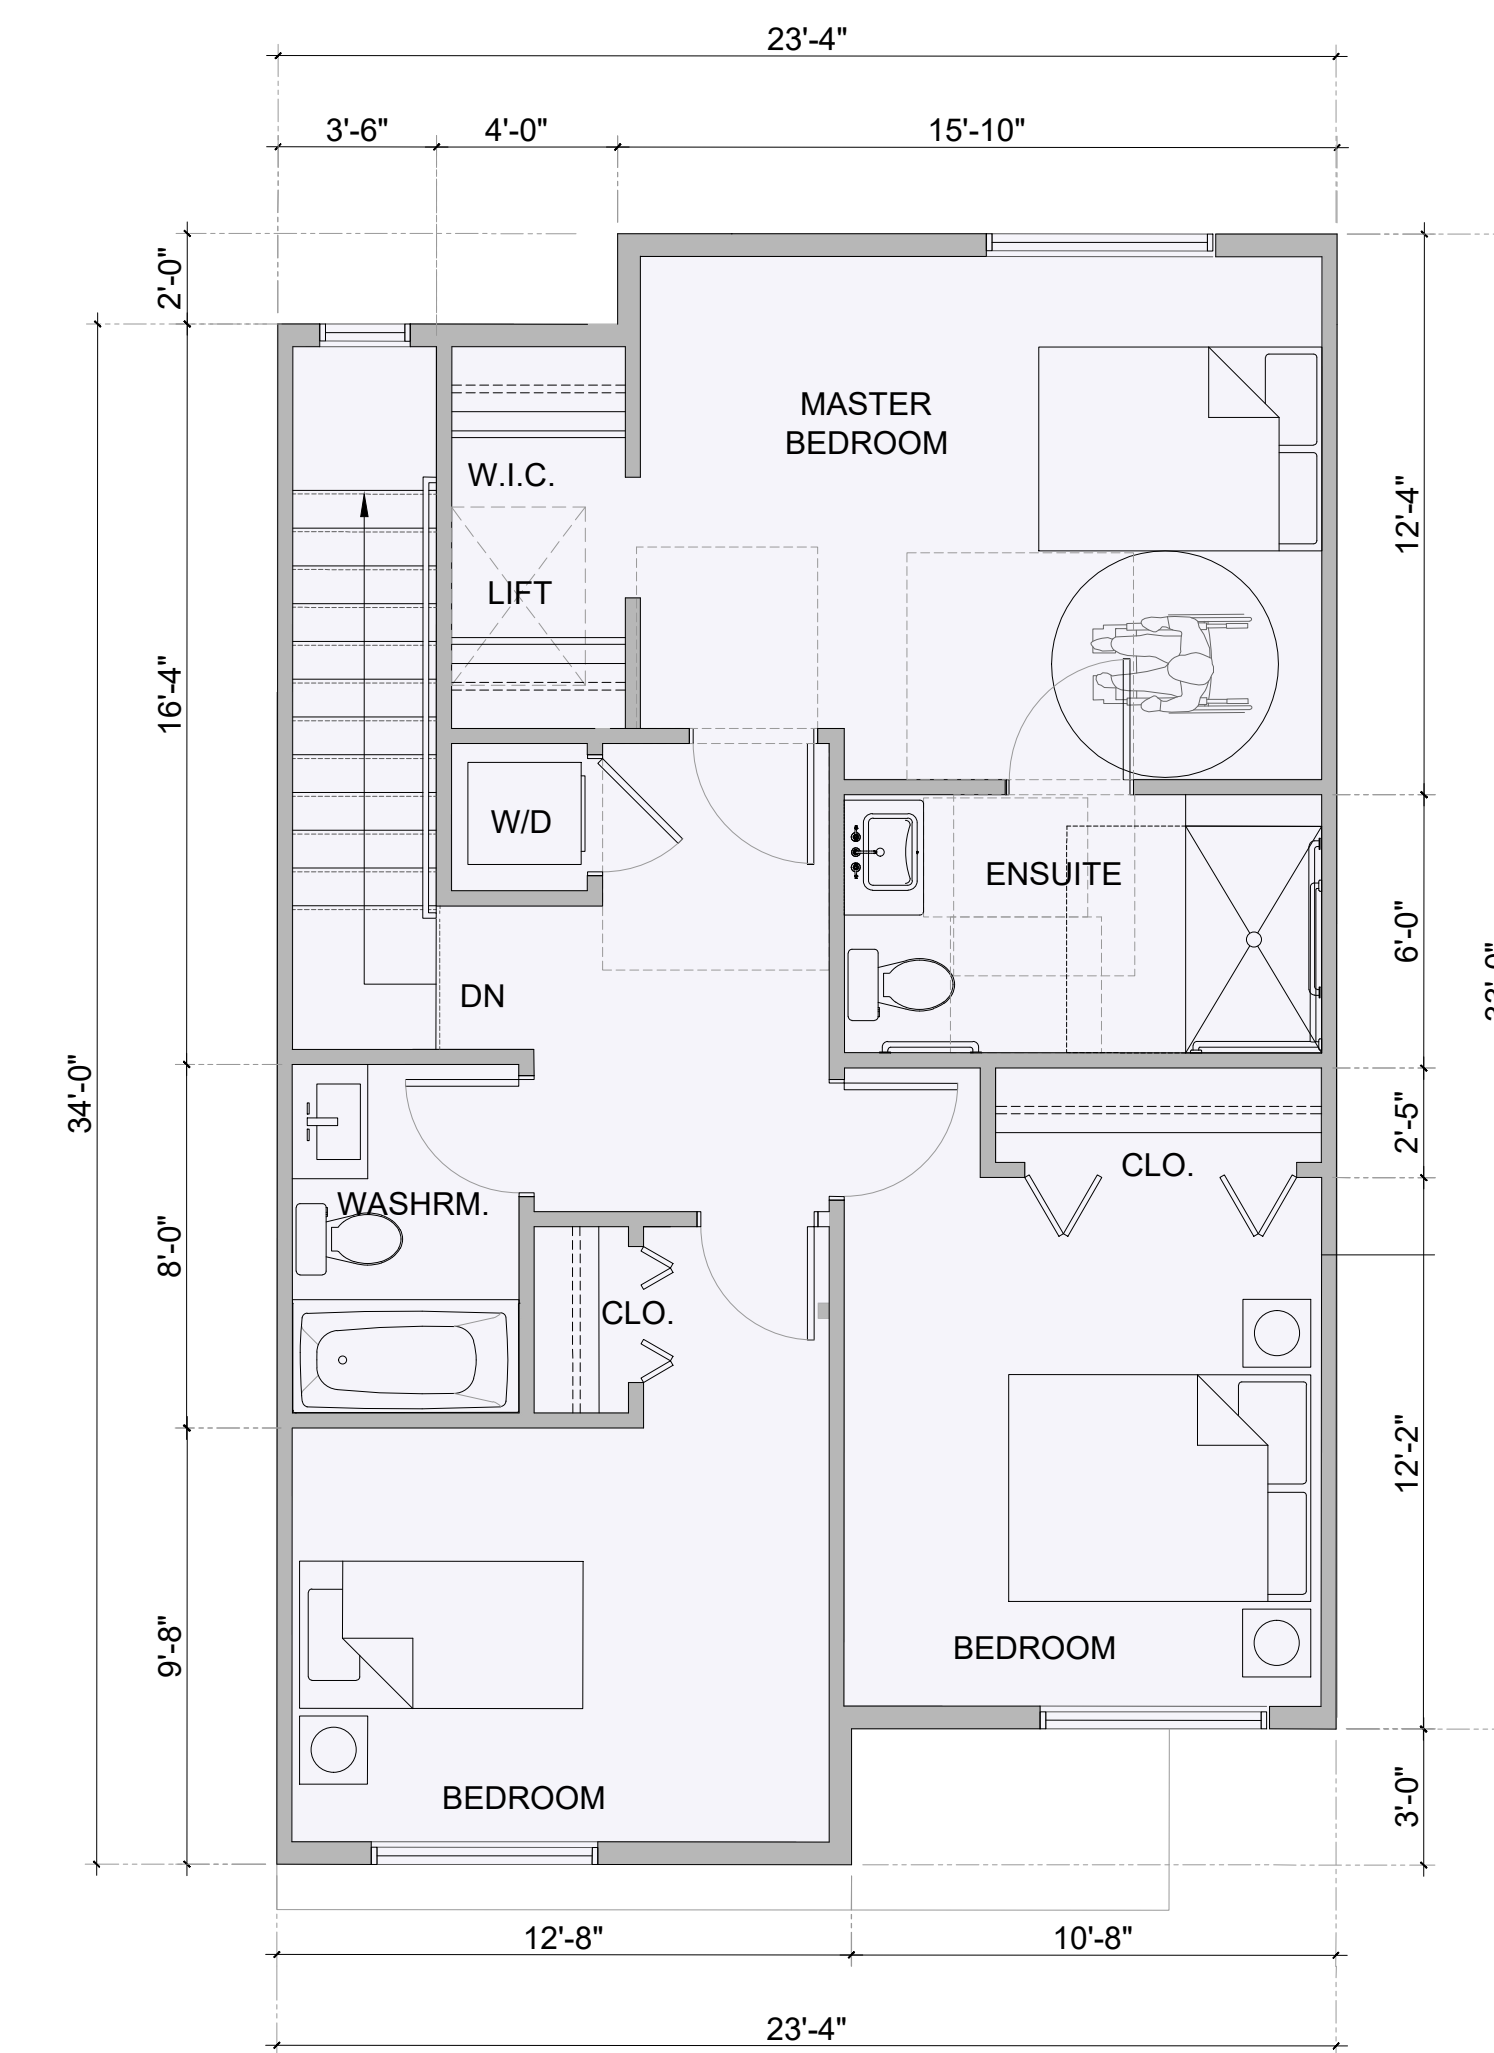 23'-4"
3'-6"
4'-0"
15'-10"
2'-0"
MASTER
BEDROOM
W.I.C.
12'-4"
LIFT
16'-4"
W/D
ENSUITE
6'-0"
DN
34'-0"
2'-5"
CLO.
WASHRM.
8'-0"
CLO.
12'-2"
9'-8"
BEDROOM
BEDROOM
3'-0"
12'-8"
10'-8"
23'-4"